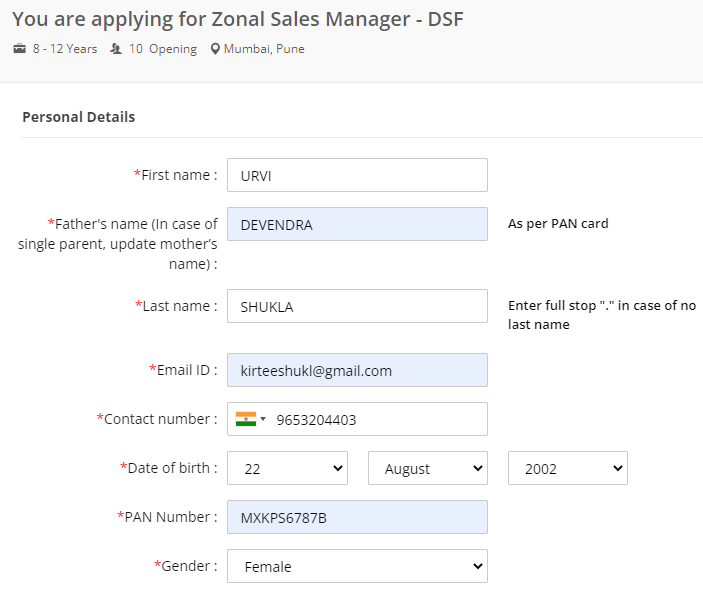 You are applying for Zonal Sales Manager - DSF
8 - 12 Years 10 Opening Mumbai, Pune
Personal Details
*First name : URVI
*Father's name (In case of single parent, update mother's name) : DEVENDRA As per PAN card
*Last name : SHUKLA Enter full stop "." in case of no last name
*Email ID : kirteeshukl@gmail.com
*Contact number : 9653204403
*Date of birth : 22 August 2002
*PAN Number : MXKPS6787B
*Gender : Female